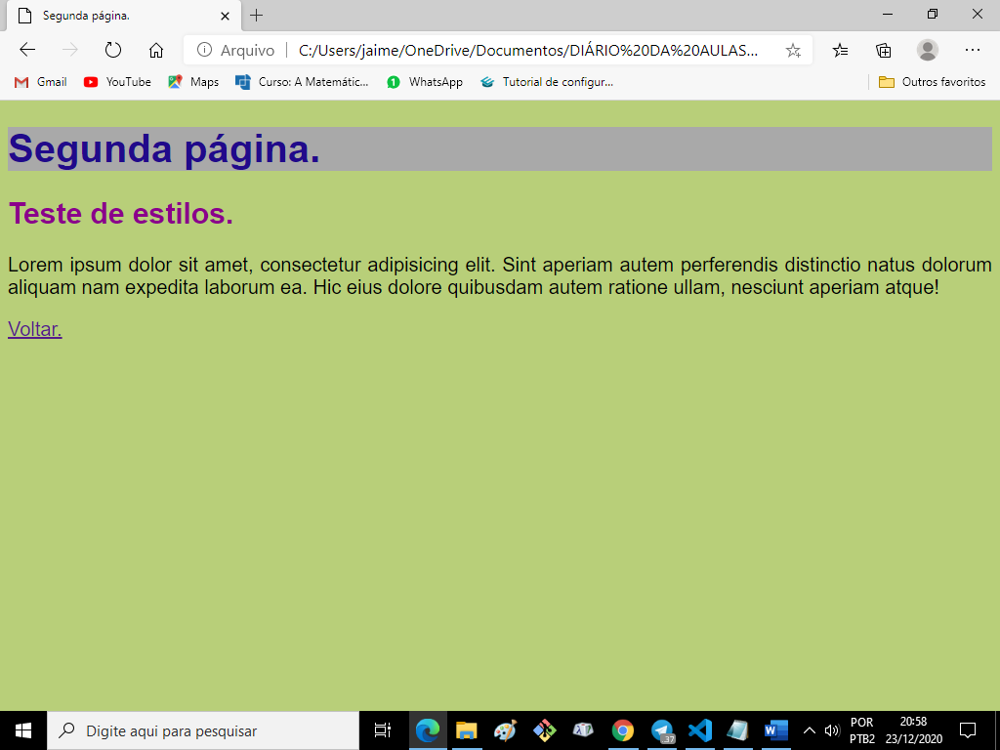 Segunda página.
Arquivo
C:/Users/jaime/OneDrive/Documentos/DIÁRIO%20DA%20AULAS...
Gmail YouTube Maps Curso: A Matemátic... WhatsApp Tutorial de configur... Outros favoritos
Segunda página.
Teste de estilos.
Lorem ipsum dolor sit amet, consectetur adipisicing elit. Sint aperiam autem perferendis distinctio natus dolorum
aliquam nam expedita laborum ea. Hic eius dolore quibusdam autem ratione ullam, nesciunt aperiam atque!
Voltar.
Digite aqui para pesquisar
37
POR
PTB2
20:58
23/12/2020